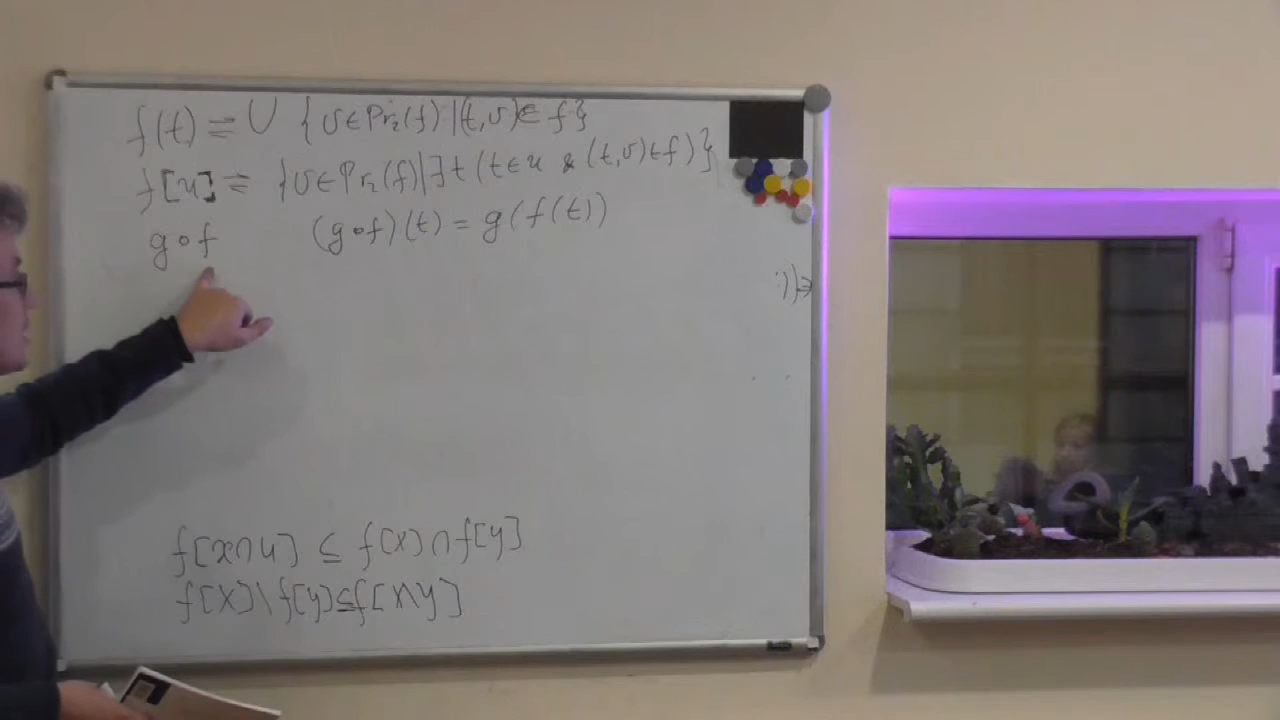 f(t) ⇌ ∪ {v∈Pr₂(f) | (t,v)∈ f}
f[u] ⇌ {v∈Pr₂(f) | ∃t (t∈u & (t,v)∈f)}
g∘f (g∘f)(t) = g(f(t))
f[x∩y] ⊆ f[x]∩f[y]
f[x]\f[y]⊆f[x\y]